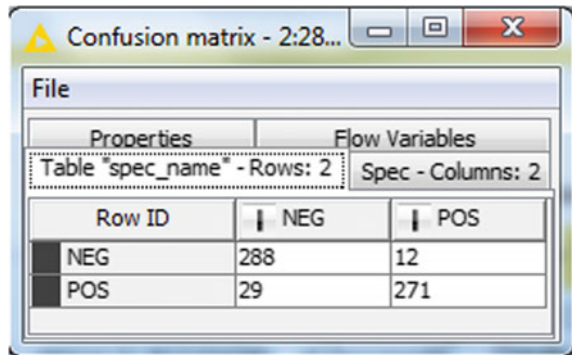 Confusion matrix - 2:28...
File
Properties Flow Variables
Table "spec_name" - Rows: 2 Spec - Columns: 2
Row ID I NEG I POS
NEG 288 12
POS 29 271